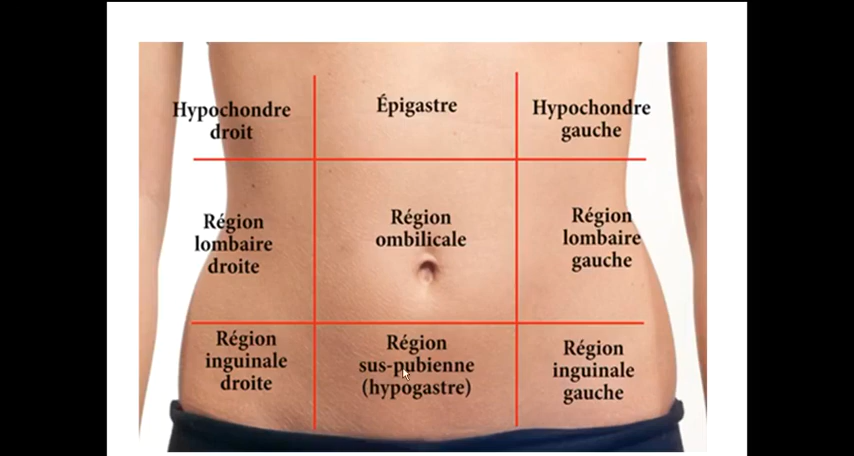 Hypochondre
droit
Épigastre
Hypochondre
gauche
Région
lombaire
droite
Région
ombilicale
Région
lombaire
gauche
Région
inguinale
droite
Région
sus-pubienne
(hypogastre)
Région
inguinale
gauche